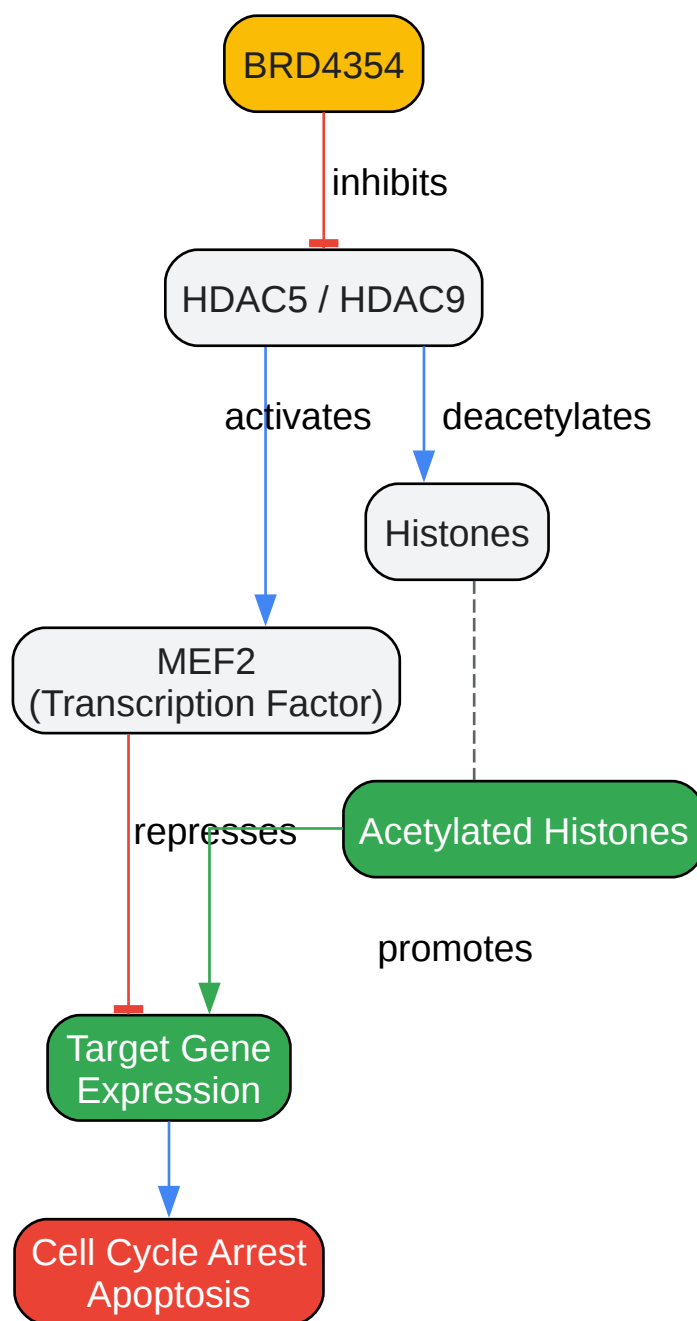 BRD4354
inhibits
HDAC5 / HDAC9
activates
deacetylates
Histones
MEF2
(Transcription Factor)
represses
Acetylated Histones
promotes
Target Gene
Expression
Cell Cycle Arrest
Apoptosis